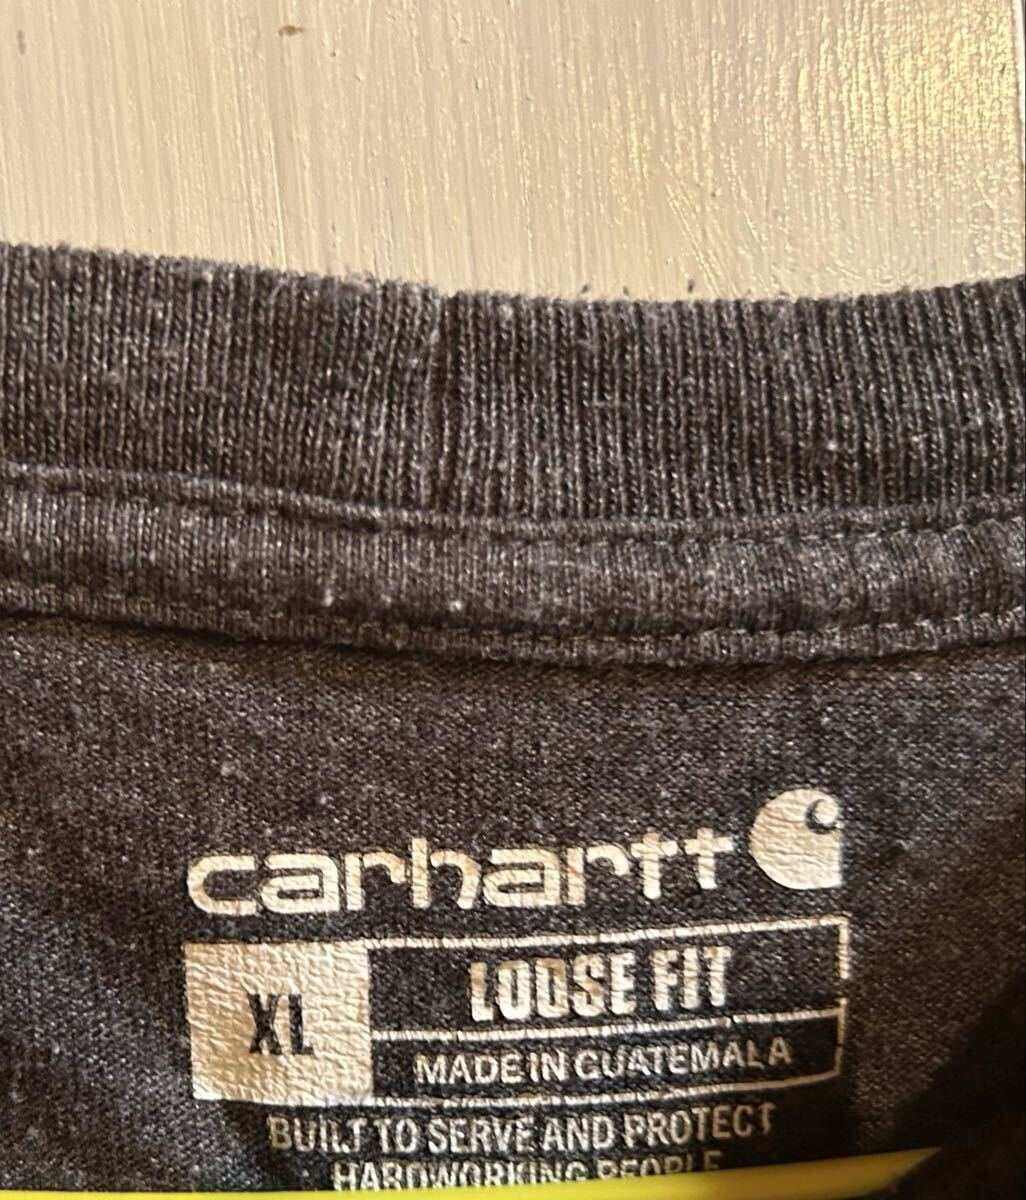 carhartt
XL
LOOSE FIT
MADE IN GUATEMALA
BUILT TO SERVE AND PROTECT
HARDWORKING PEOPLE